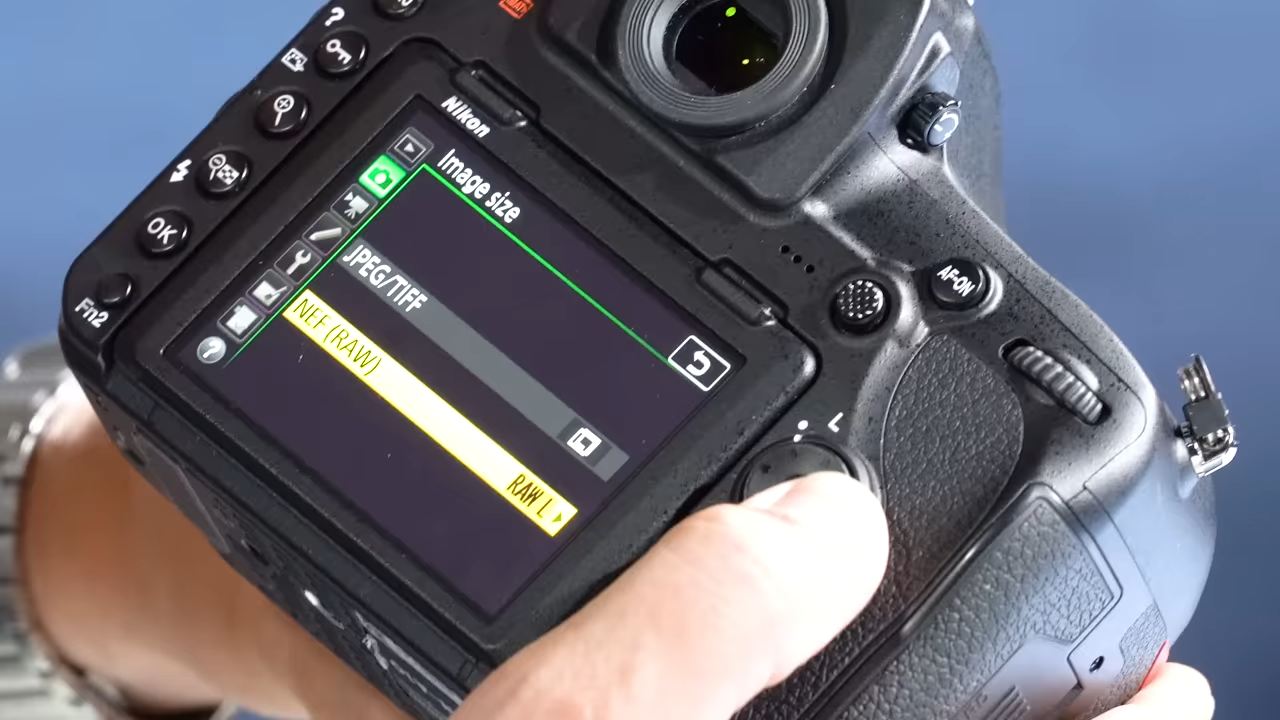 Nikon
Image size
JPEG/TIFF
NEF (RAW)
RAW L
?
OK
Fn2
?
AF-ON
L